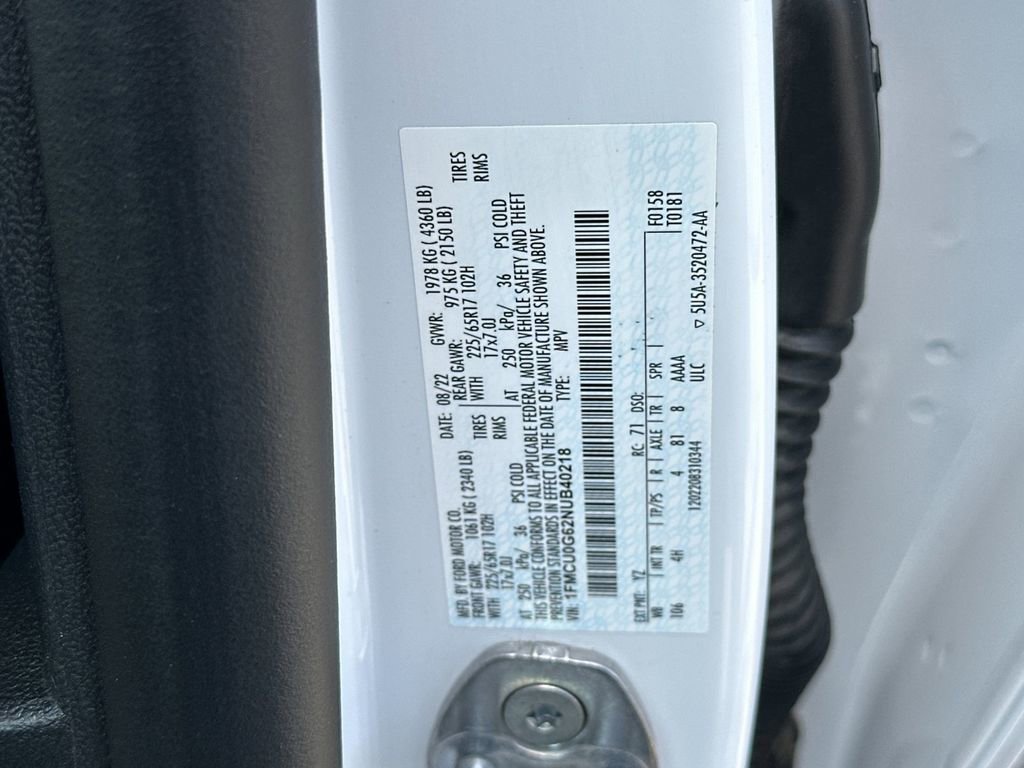 MFD. BY FORD MOTOR CO. DATE: 08/22 GVWR: 1978 KG ( 4360 LB)
FRONT GAWR: 1061 KG ( 2340 LB) REAR GAWR: 975 KG ( 2150 LB)
WITH 225/65R17 102H TIRES WITH 225/65R17 102H TIRES
17x7.0J RIMS 17x7.0J RIMS
AT 250 kPa/ 36 PSI COLD AT 250 kPa/ 36 PSI COLD
THIS VEHICLE CONFORMS TO ALL APPLICABLE FEDERAL MOTOR VEHICLE SAFETY AND THEFT
PREVENTION STANDARDS IN EFFECT ON THE DATE OF MANUFACTURE SHOWN ABOVE.
VIN: 1FMCU0G62NUB40218 TYPE: MPV
EXT PNT: YZ RC: 71 DSO: F0158
WB INT TR TP/PS R AXLE TR SPR T0181
106 4H 4 81 8 AAAA
1202208310344 ULC ▽ 5U5A-3520472-AA